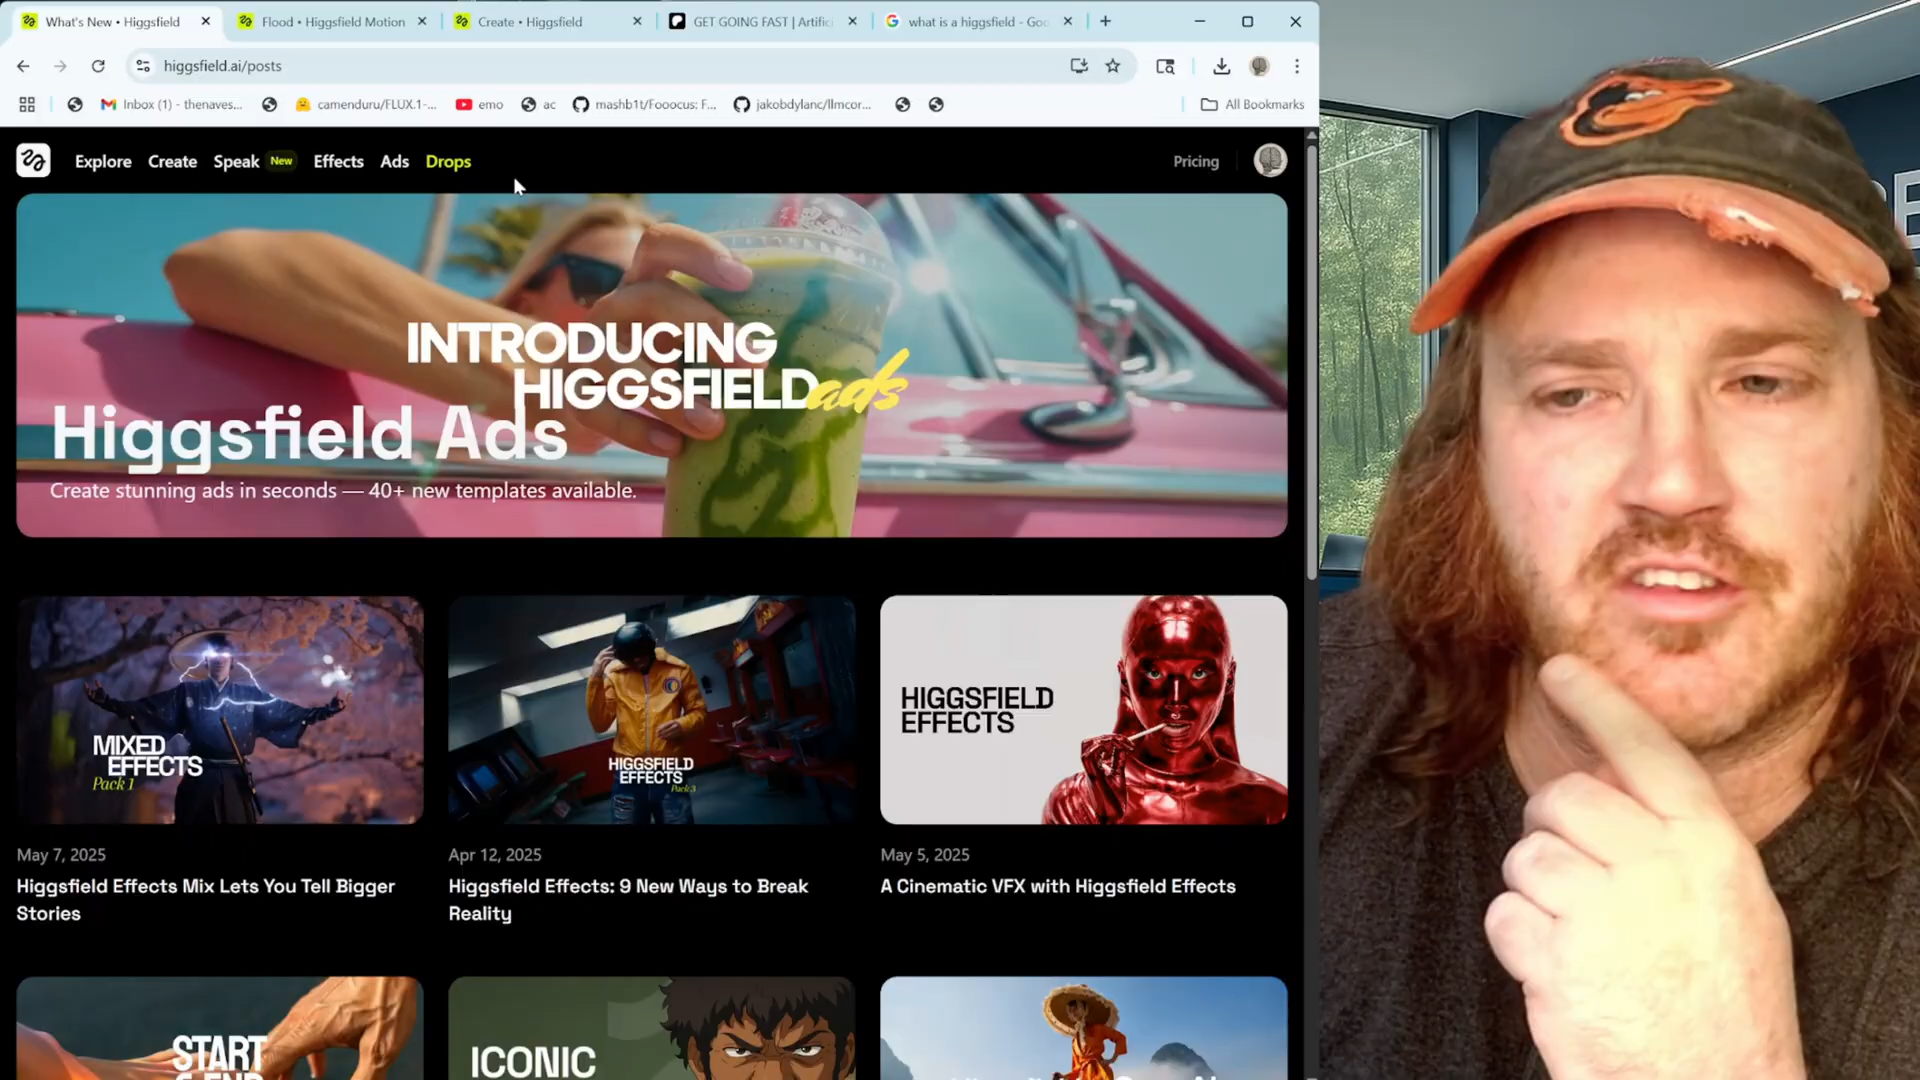 What's New • Higgsfield
Flood • Higgsfield Motion
Create • Higgsfield
GET GOING FAST | Artific
what is a higgsfield - Goo
higgsfield.ai/posts
Inbox (1) - thenaves...
camenduru/FLUX.1-...
emo
ac
mashb1t/Fooocus: F...
jakobdylanc/llmcor...
All Bookmarks
Explore
Create
Speak
New
Effects
Ads
Drops
Pricing
INTRODUCING
HIGGSFIELD ads
Higgsfield Ads
Create stunning ads in seconds — 40+ new templates available.
MIXED
EFFECTS
Pack 1
HIGGSFIELD
EFFECTS
Pack 3
HIGGSFIELD
EFFECTS
May 7, 2025
Apr 12, 2025
May 5, 2025
Higgsfield Effects Mix Lets You Tell Bigger
Stories
Higgsfield Effects: 9 New Ways to Break
Reality
A Cinematic VFX with Higgsfield Effects
START
& END
ICONIC